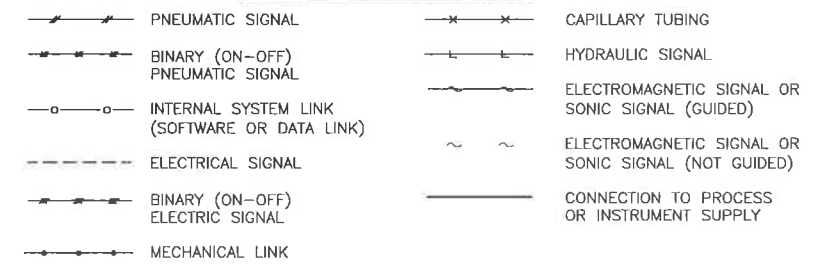 PNEUMATIC SIGNAL
BINARY (ON-OFF)
PNEUMATIC SIGNAL
INTERNAL SYSTEM LINK
(SOFTWARE OR DATA LINK)
ELECTRICAL SIGNAL
BINARY (ON-OFF)
ELECTRIC SIGNAL
MECHANICAL LINK
CAPILLARY TUBING
HYDRAULIC SIGNAL
ELECTROMAGNETIC SIGNAL OR
SONIC SIGNAL (GUIDED)
ELECTROMAGNETIC SIGNAL OR
SONIC SIGNAL (NOT GUIDED)
CONNECTION TO PROCESS
OR INSTRUMENT SUPPLY